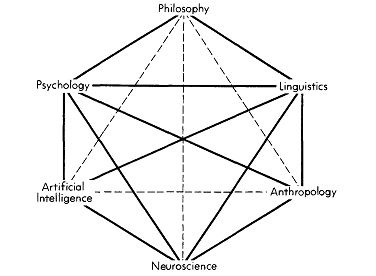 Philosophy
Psychology
Linguistics
Artificial
Intelligence
Anthropology
Neuroscience